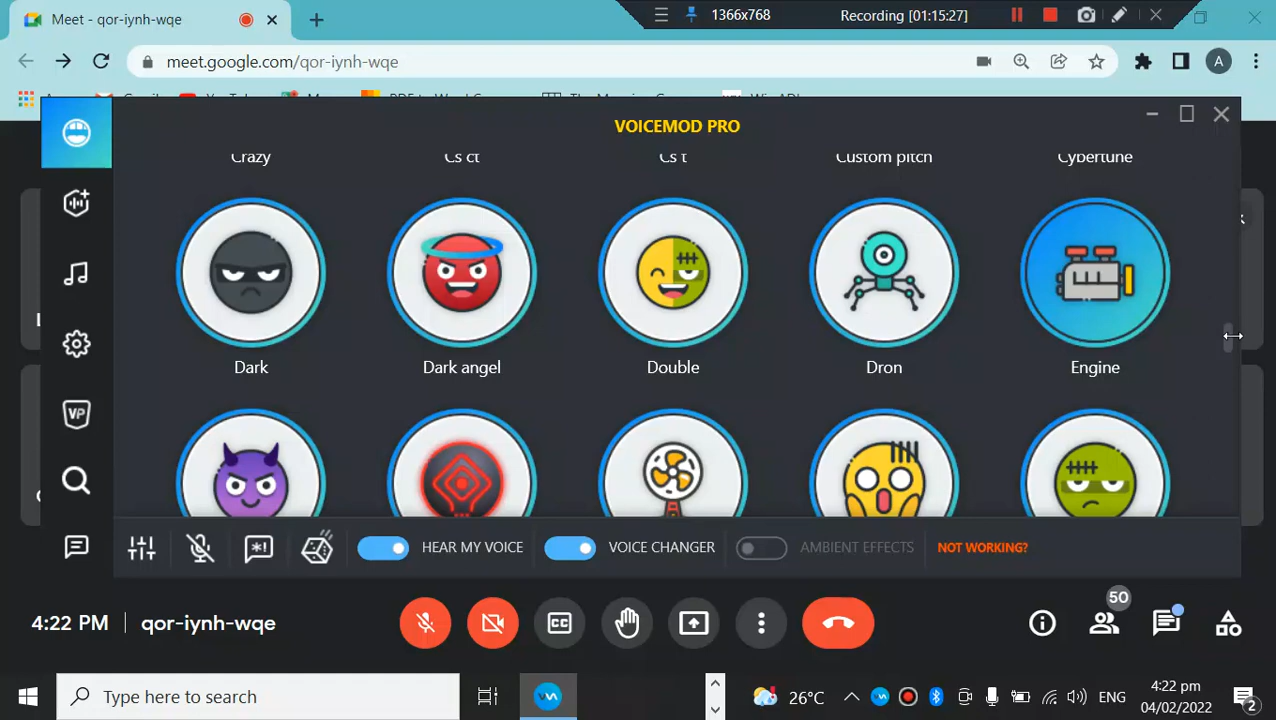 Meet - qor-iynh-wqe
1366x768
Recording [01:15:27]
meet.google.com/qor-iynh-wqe
A
VOICEMOD PRO
Crazy
Cs ct
Cs t
Custom pitch
Cybertune
Dark
Dark angel
Double
Dron
Engine
VP
HEAR MY VOICE
VOICE CHANGER
AMBIENT EFFECTS
NOT WORKING?
4:22 PM
qor-iynh-wqe
CC
50
Type here to search
26°C
ENG
4:22 pm
04/02/2022
2